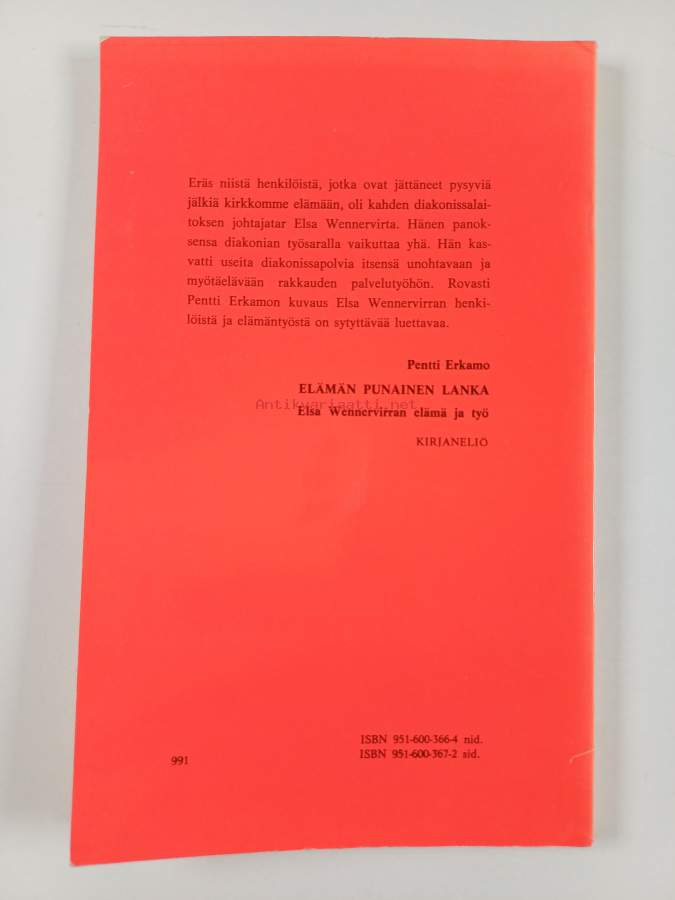 Eräs niistä henkilöistä, jotka ovat jättäneet pysyviä
jälkiä kirkkomme elämään, oli kahden diakonissalai-
toksen johtajatar Elsa Wennervirta. Hänen panok-
sensa diakonian työsaralla vaikuttaa yhä. Hän kas-
vatti useita diakonissapolvia itsensä unohtavaan ja
myötäelävään rakkauden palvelutyöhön. Rovasti
Pentti Erkamon kuvaus Elsa Wennervirran henki-
löistä ja elämäntyöstä on sytyttävää luettavaa.
Pentti Erkamo
ELÄMÄN PUNAINEN LANKA
Antikvariaatti.net
Elsa Wennervirran elämä ja työ
KIRJANELIÖ
ISBN 951-600-366-4 nid.
ISBN 951-600-367-2 sid.
991